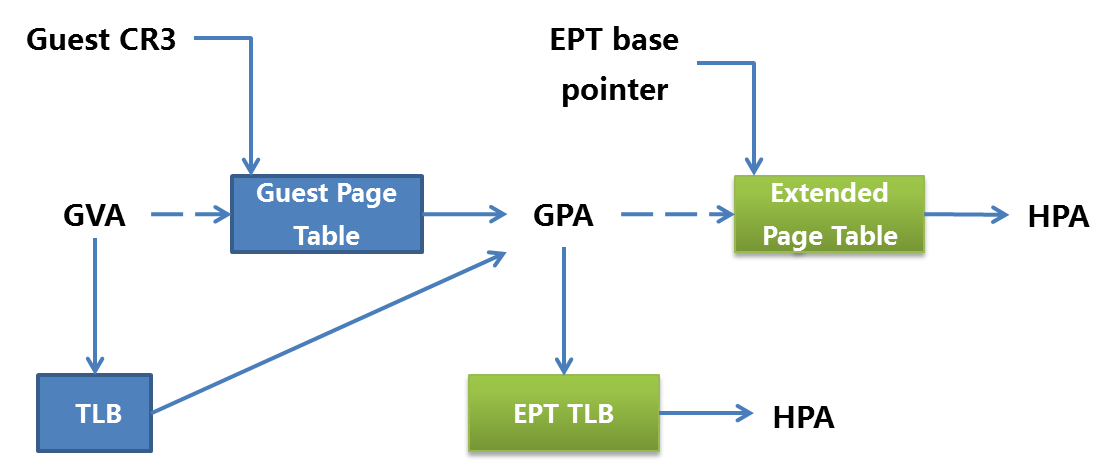 Guest CR3
EPT base
pointer
GVA
Guest Page
Table
GPA
Extended
Page Table
HPA
TLB
EPT TLB
HPA